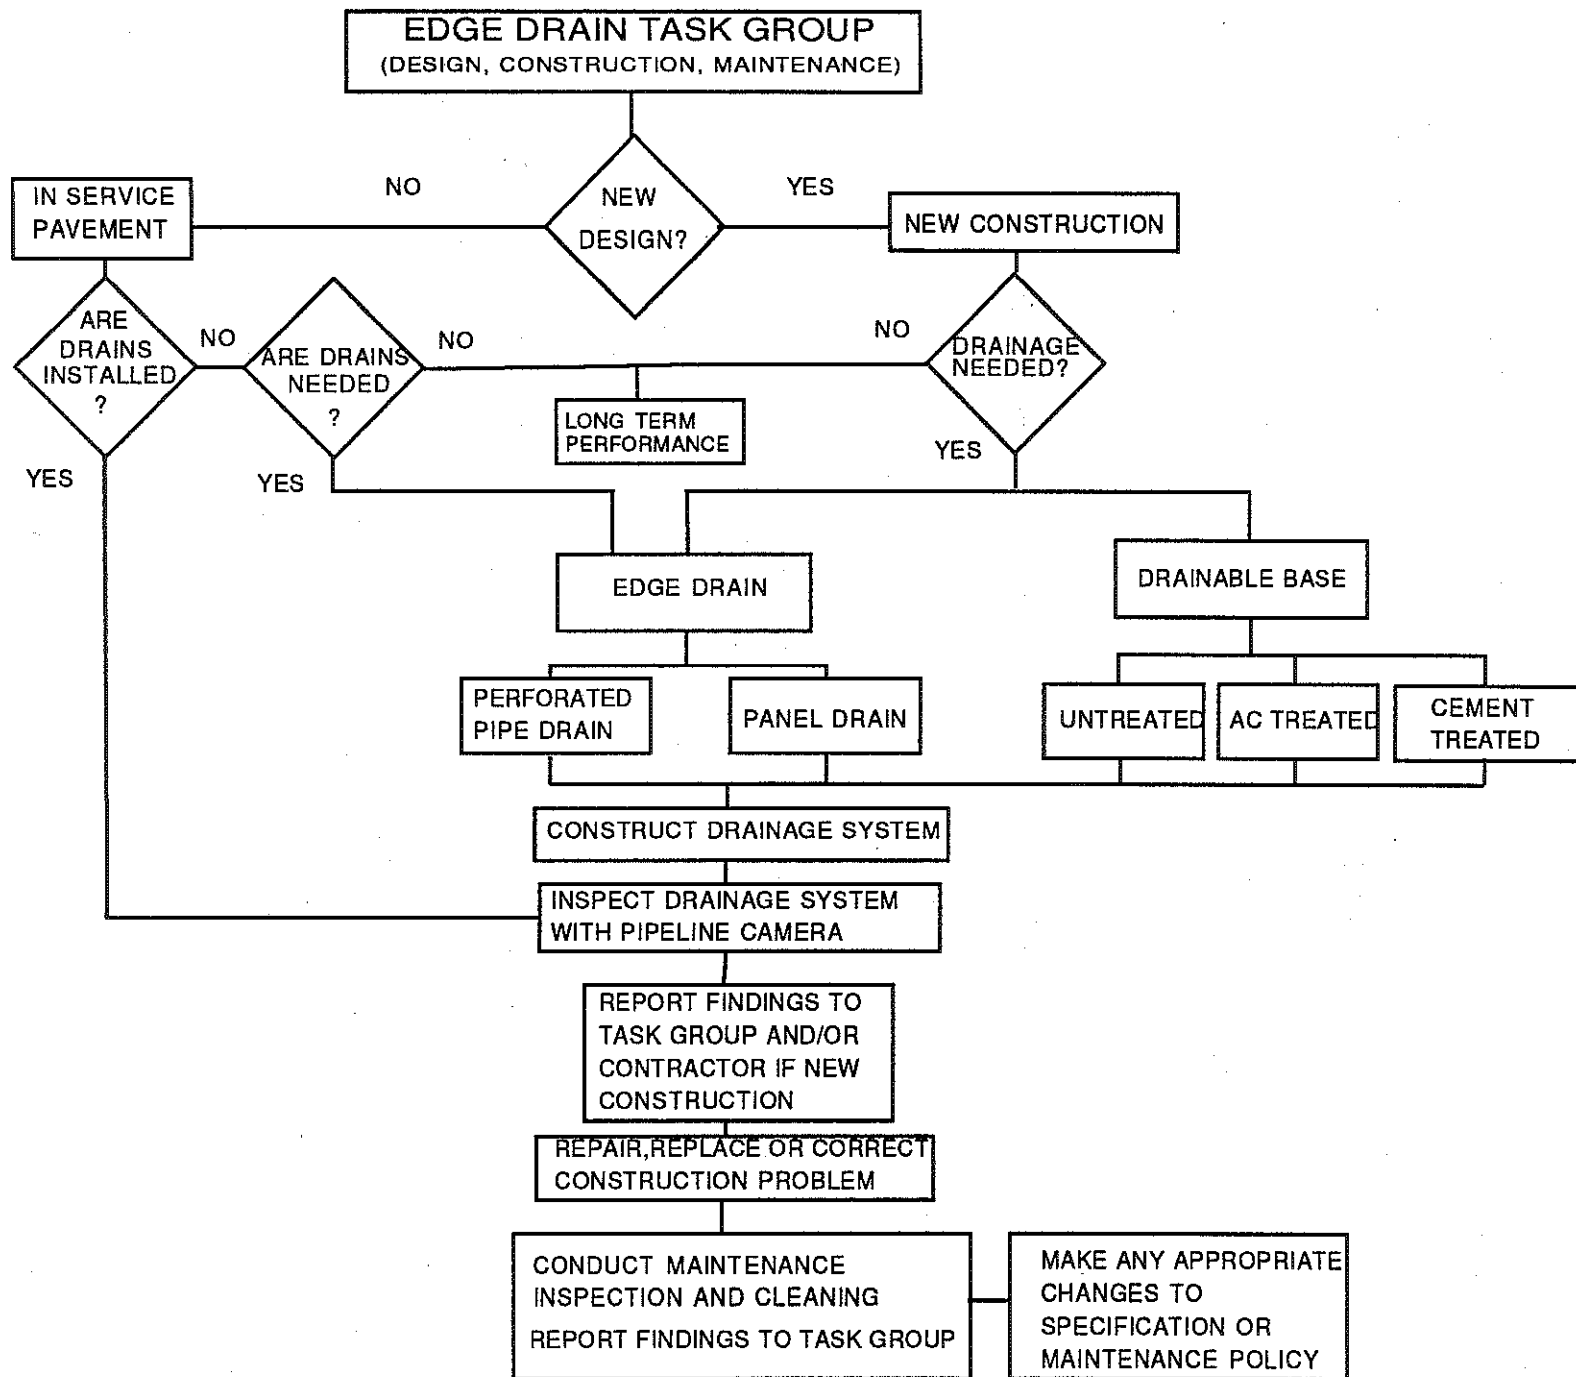 EDGE DRAIN TASK GROUP
(DESIGN, CONSTRUCTION, MAINTENANCE)
NO
YES
IN SERVICE
PAVEMENT
NEW
DESIGN?
NEW CONSTRUCTION
ARE
DRAINS
INSTALLED
?
NO
ARE DRAINS
NEEDED
?
NO
NO
DRAINAGE
NEEDED?
LONG TERM
PERFORMANCE
YES
YES
YES
EDGE DRAIN
DRAINABLE BASE
PERFORATED
PIPE DRAIN
PANEL DRAIN
UNTREATED
AC TREATED
CEMENT
TREATED
CONSTRUCT DRAINAGE SYSTEM
INSPECT DRAINAGE SYSTEM
WITH PIPELINE CAMERA
REPORT FINDINGS TO
TASK GROUP AND/OR
CONTRACTOR IF NEW
CONSTRUCTION
REPAIR,REPLACE OR CORRECT
CONSTRUCTION PROBLEM
CONDUCT MAINTENANCE
INSPECTION AND CLEANING
REPORT FINDINGS TO TASK GROUP
MAKE ANY APPROPRIATE
CHANGES TO
SPECIFICATION OR
MAINTENANCE POLICY